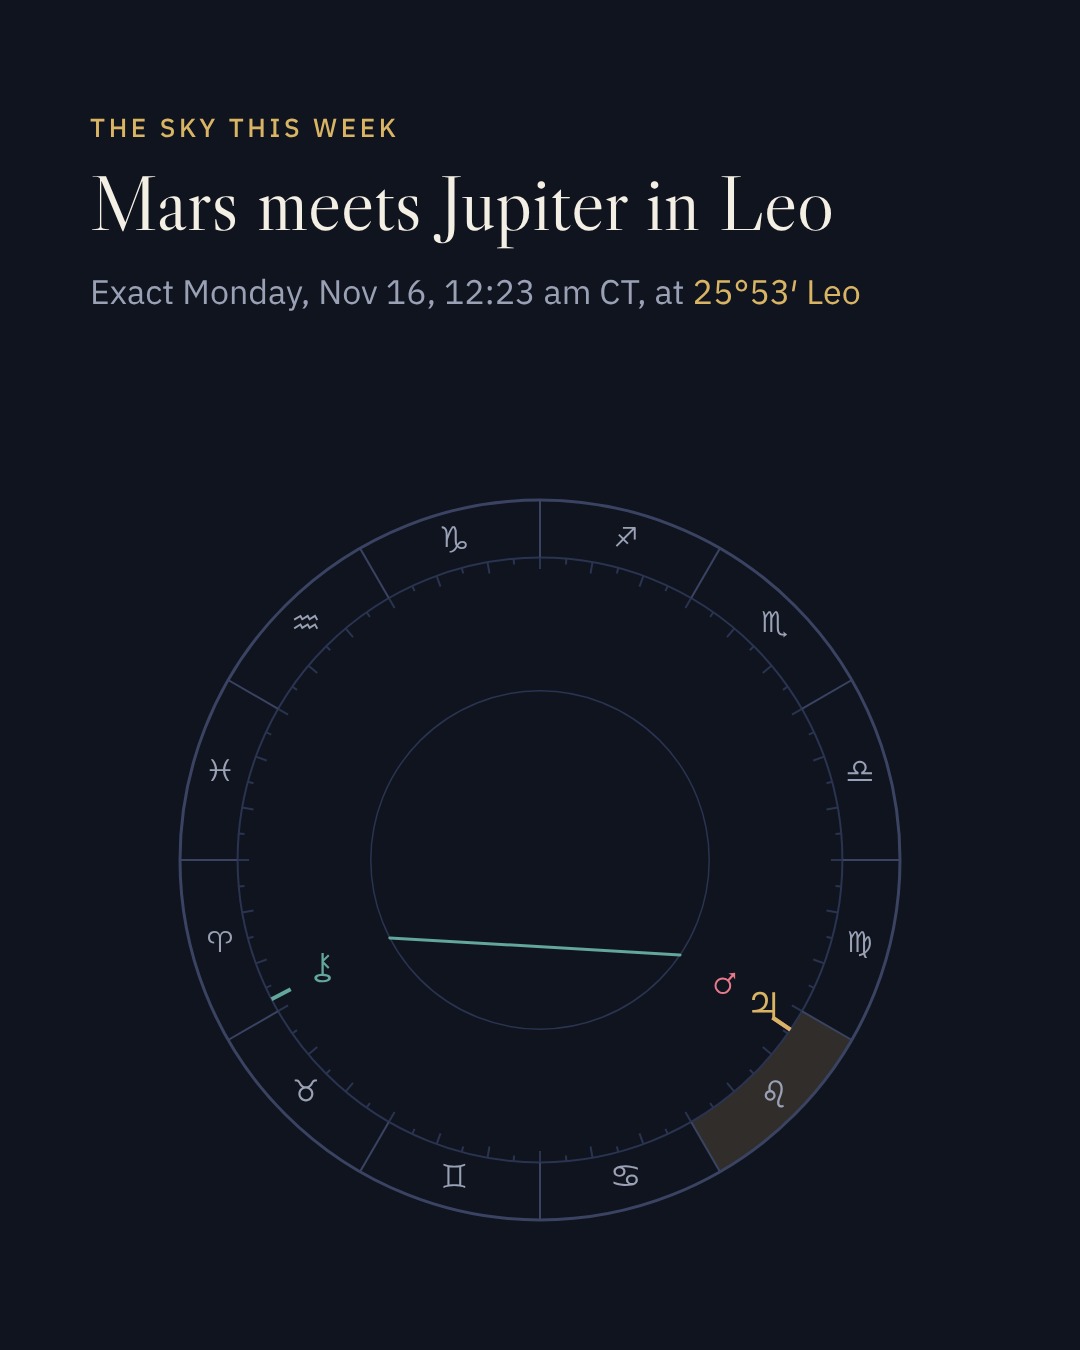 THE SKY THIS WEEK
Mars meets Jupiter in Leo
Exact Monday, Nov 16, 12:23 am CT, at 25°53′ Leo
♑ ♐
♒ ♏
♓ ♎
♈ ♍
⚷ ♂ ♃
♉ ♌
♊ ♋